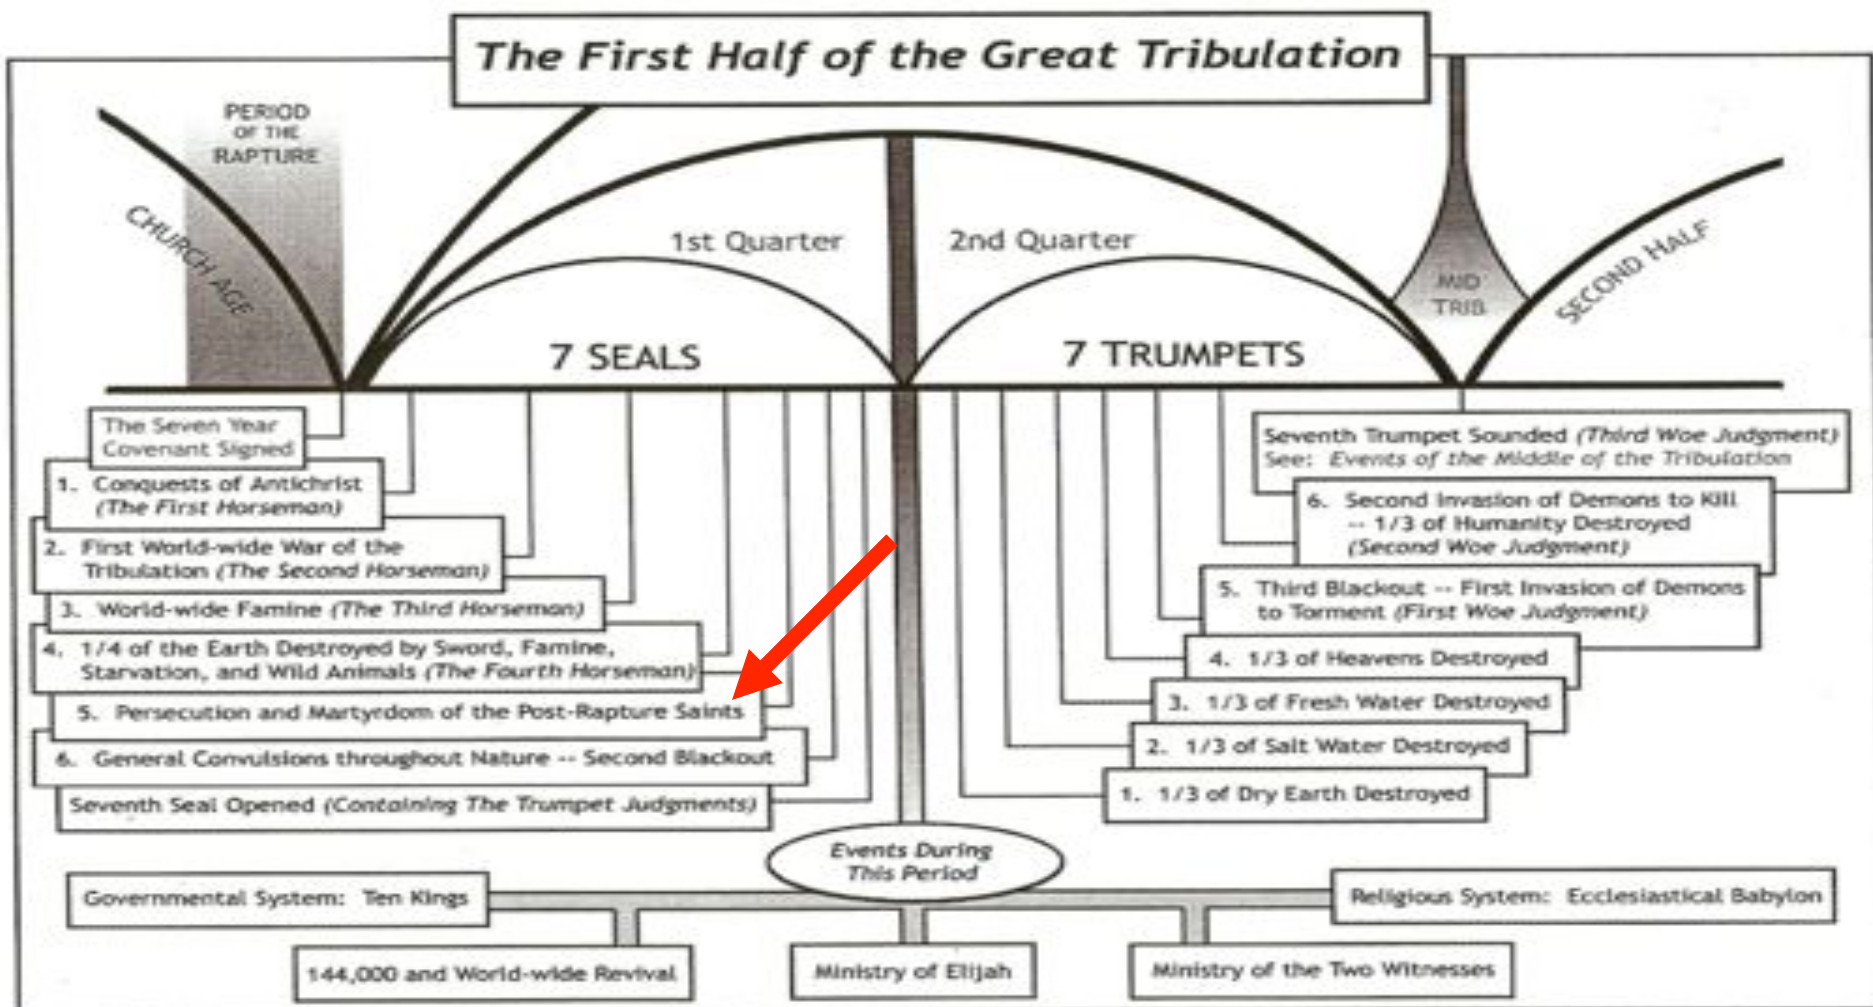 The First Half of the Great Tribulation
PERIOD
OF THE
RAPTURE
CHURCH AGE
1st Quarter
2nd Quarter
MID
TRIB
SECOND HALF
7 SEALS
7 TRUMPETS
The Seven Year
Covenant Signed
1. Conquests of Antichrist
(The First Horseman)
2. First World-wide War of the
Tribulation (The Second Horseman)
3. World-wide Famine (The Third Horseman)
4. 1/4 of the Earth Destroyed by Sword, Famine,
Starvation, and Wild Animals (The Fourth Horseman)
5. Persecution and Martyrdom of the Post-Rapture Saints
6. General Convulsions throughout Nature -- Second Blackout
Seventh Seal Opened (Containing The Trumpet Judgments)
Seventh Trumpet Sounded (Third Woe Judgment)
See: Events of the Middle of the Tribulation
6. Second Invasion of Demons to Kill
-- 1/3 of Humanity Destroyed
(Second Woe Judgment)
5. Third Blackout -- First Invasion of Demons
to Torment (First Woe Judgment)
4. 1/3 of Heavens Destroyed
3. 1/3 of Fresh Water Destroyed
2. 1/3 of Salt Water Destroyed
1. 1/3 of Dry Earth Destroyed
Events During
This Period
Governmental System: Ten Kings
Religious System: Ecclesiastical Babylon
144,000 and World-wide Revival
Ministry of Elijah
Ministry of the Two Witnesses